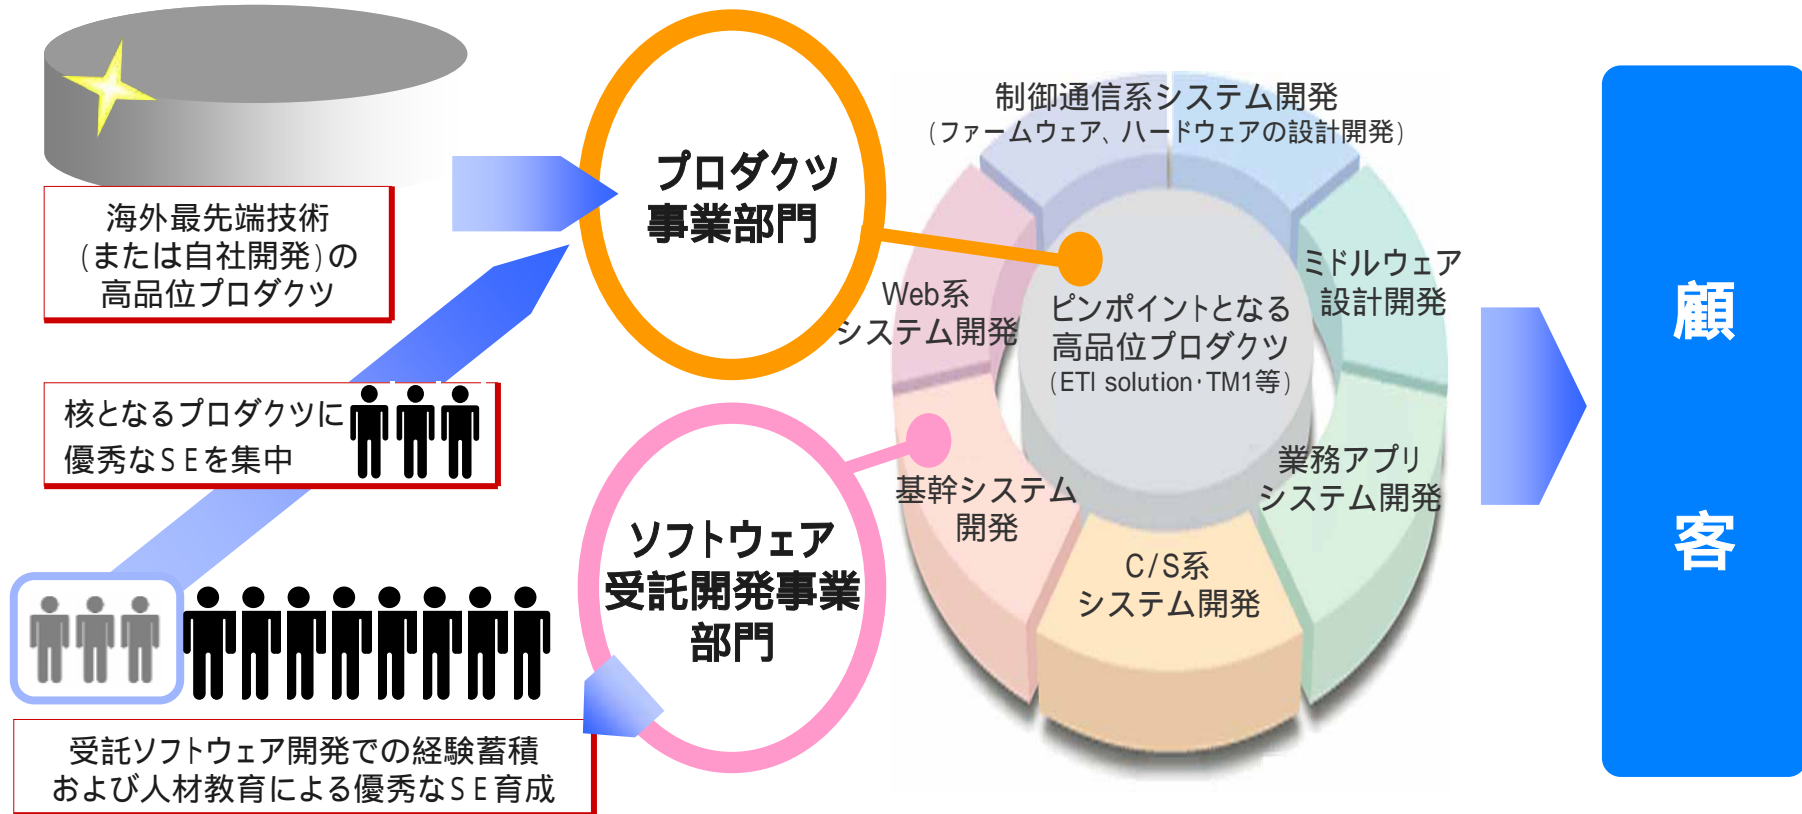 海外最先端技術
(または自社開発)の
高品位プロダクツ
核となるプロダクツに
優秀なSEを集中
受託ソフトウェア開発での経験蓄積
および人材教育による優秀なSE育成
プロダクツ
事業部門
ソフトウェア
受託開発事業
部門
制御通信系システム開発
(ファームウェア、ハードウェアの設計開発)
Web系
システム開発
ミドルウェア
設計開発
ピンポイントとなる
高品位プロダクツ
(ETI solution・TM1等)
基幹システム
開発
業務アプリ
システム開発
C/S系
システム開発
顧
客